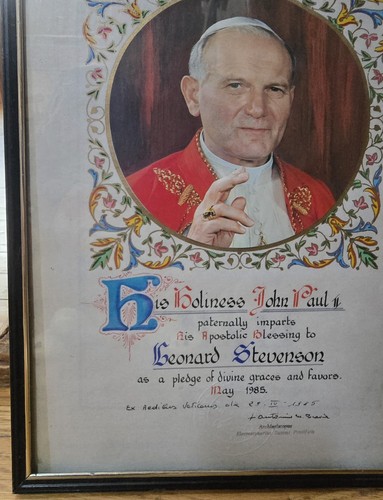 His Holiness John Paul II
paternally imparts
His Apostolic Blessing to
Leonard Stevenson
as a pledge of divine graces and favors.
May 1985.
Ex Aedibus Vaticanis, die